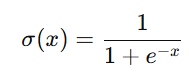 σ(x) = 1 / (1 + e^{-x})